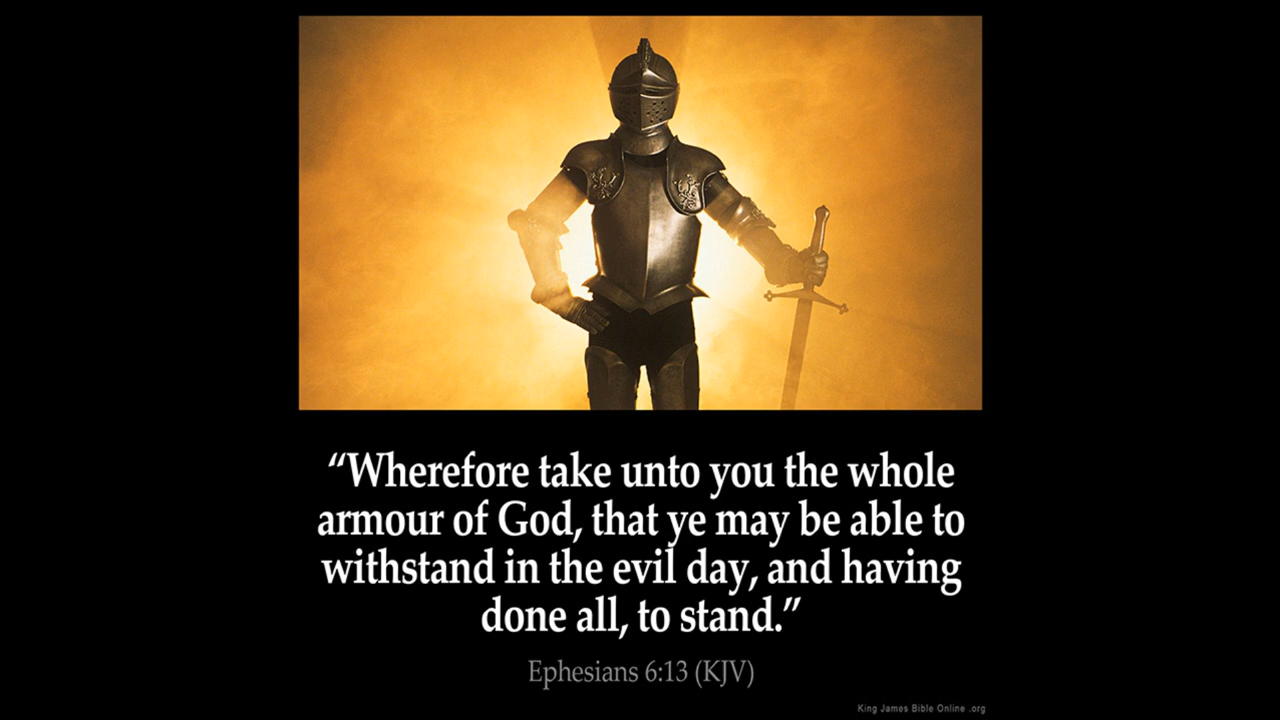 “Wherefore take unto you the whole
armour of God, that ye may be able to
withstand in the evil day, and having
done all, to stand.”
Ephesians 6:13 (KJV)
King James Bible Online .org